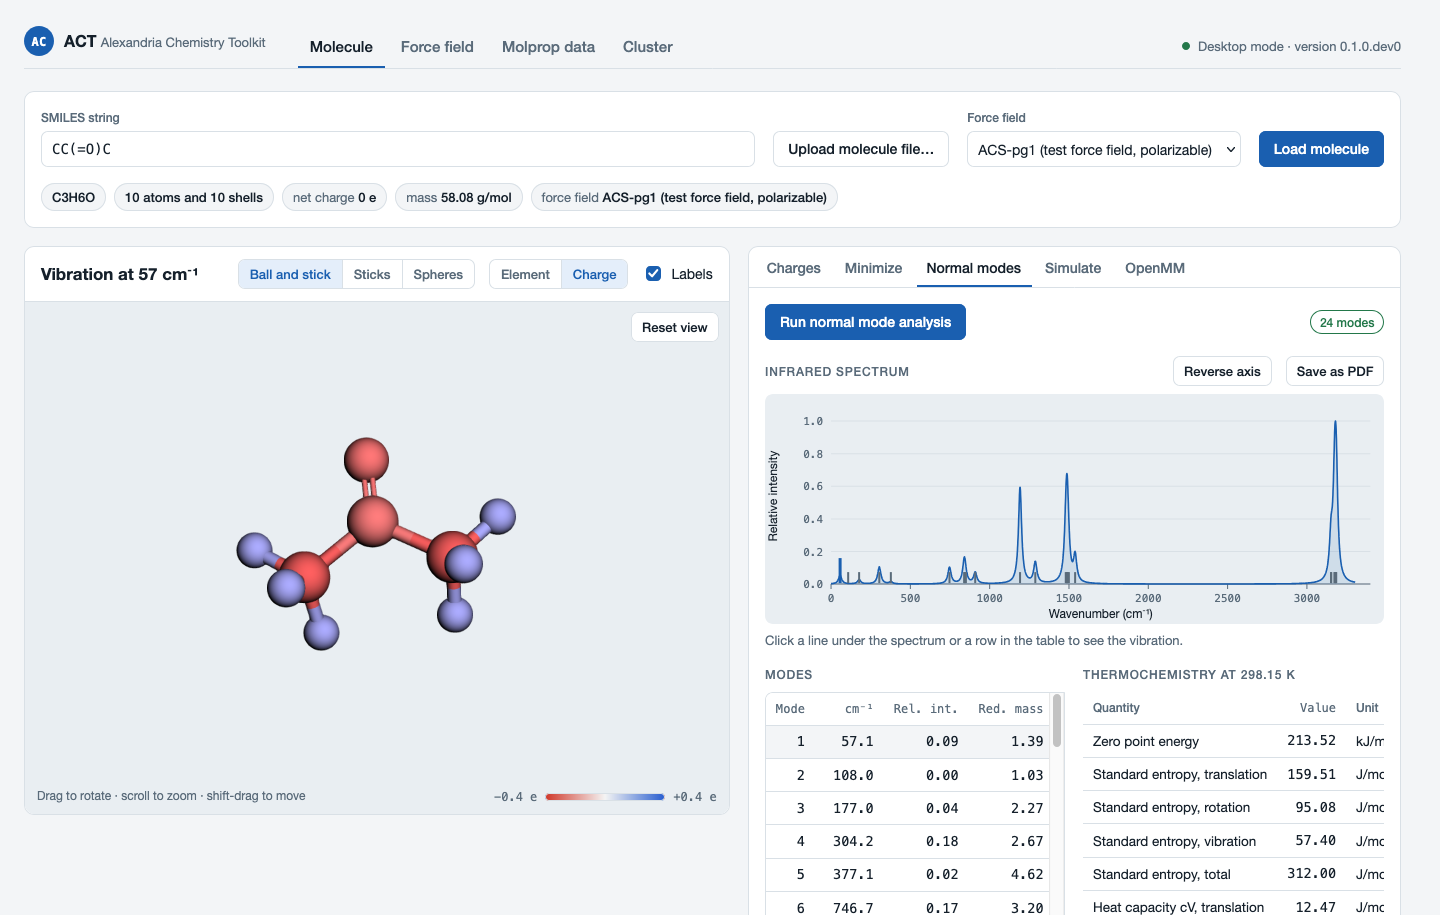 AC ACT Alexandria Chemistry Toolkit Molecule Force field Molprop data Cluster Desktop mode · version 0.1.0.dev0
SMILES string Force field
CC(=O)C Upload molecule file... ACS-pg1 (test force field, polarizable) Load molecule
C3H6O 10 atoms and 10 shells net charge 0 e mass 58.08 g/mol force field ACS-pg1 (test force field, polarizable)
Vibration at 57 cm⁻¹ Ball and stick Sticks Spheres Element Charge Labels
Reset view
Drag to rotate · scroll to zoom · shift-drag to move −0.4 e +0.4 e
Charges Minimize Normal modes Simulate OpenMM
Run normal mode analysis 24 modes
INFRARED SPECTRUM Reverse axis Save as PDF
Relative intensity
1.0
0.8
0.6
0.4
0.2
0.0
0 500 1000 1500 2000 2500 3000
Wavenumber (cm⁻¹)
Click a line under the spectrum or a row in the table to see the vibration.
MODES
Mode cm⁻¹ Rel. int. Red. mass
1 57.1 0.09 1.39
2 108.0 0.00 1.03
3 177.0 0.04 2.27
4 304.2 0.18 2.67
5 377.1 0.02 4.62
6 746.7 0.17 3.20
THERMOCHEMISTRY AT 298.15 K
Quantity Value Unit
Zero point energy 213.52 kJ/m
Standard entropy, translation 159.51 J/mo
Standard entropy, rotation 95.08 J/mo
Standard entropy, vibration 57.40 J/mo
Standard entropy, total 312.00 J/mo
Heat capacity cV, translation 12.47 J/mo